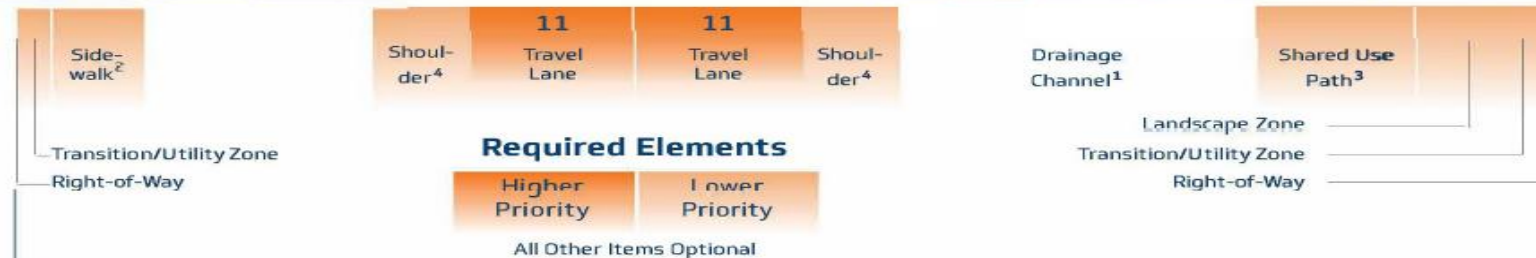 Side-
walk²
Shoul-
der⁴
11
Travel
Lane
11
Travel
Lane
Shoul-
der⁴
Drainage
Channel¹
Shared Use
Path³
Transition/Utility Zone
Right-of-Way
Required Elements
Higher
Priority
Lower
Priority
All Other Items Optional
Landscape Zone
Transition/Utility Zone
Right-of-Way